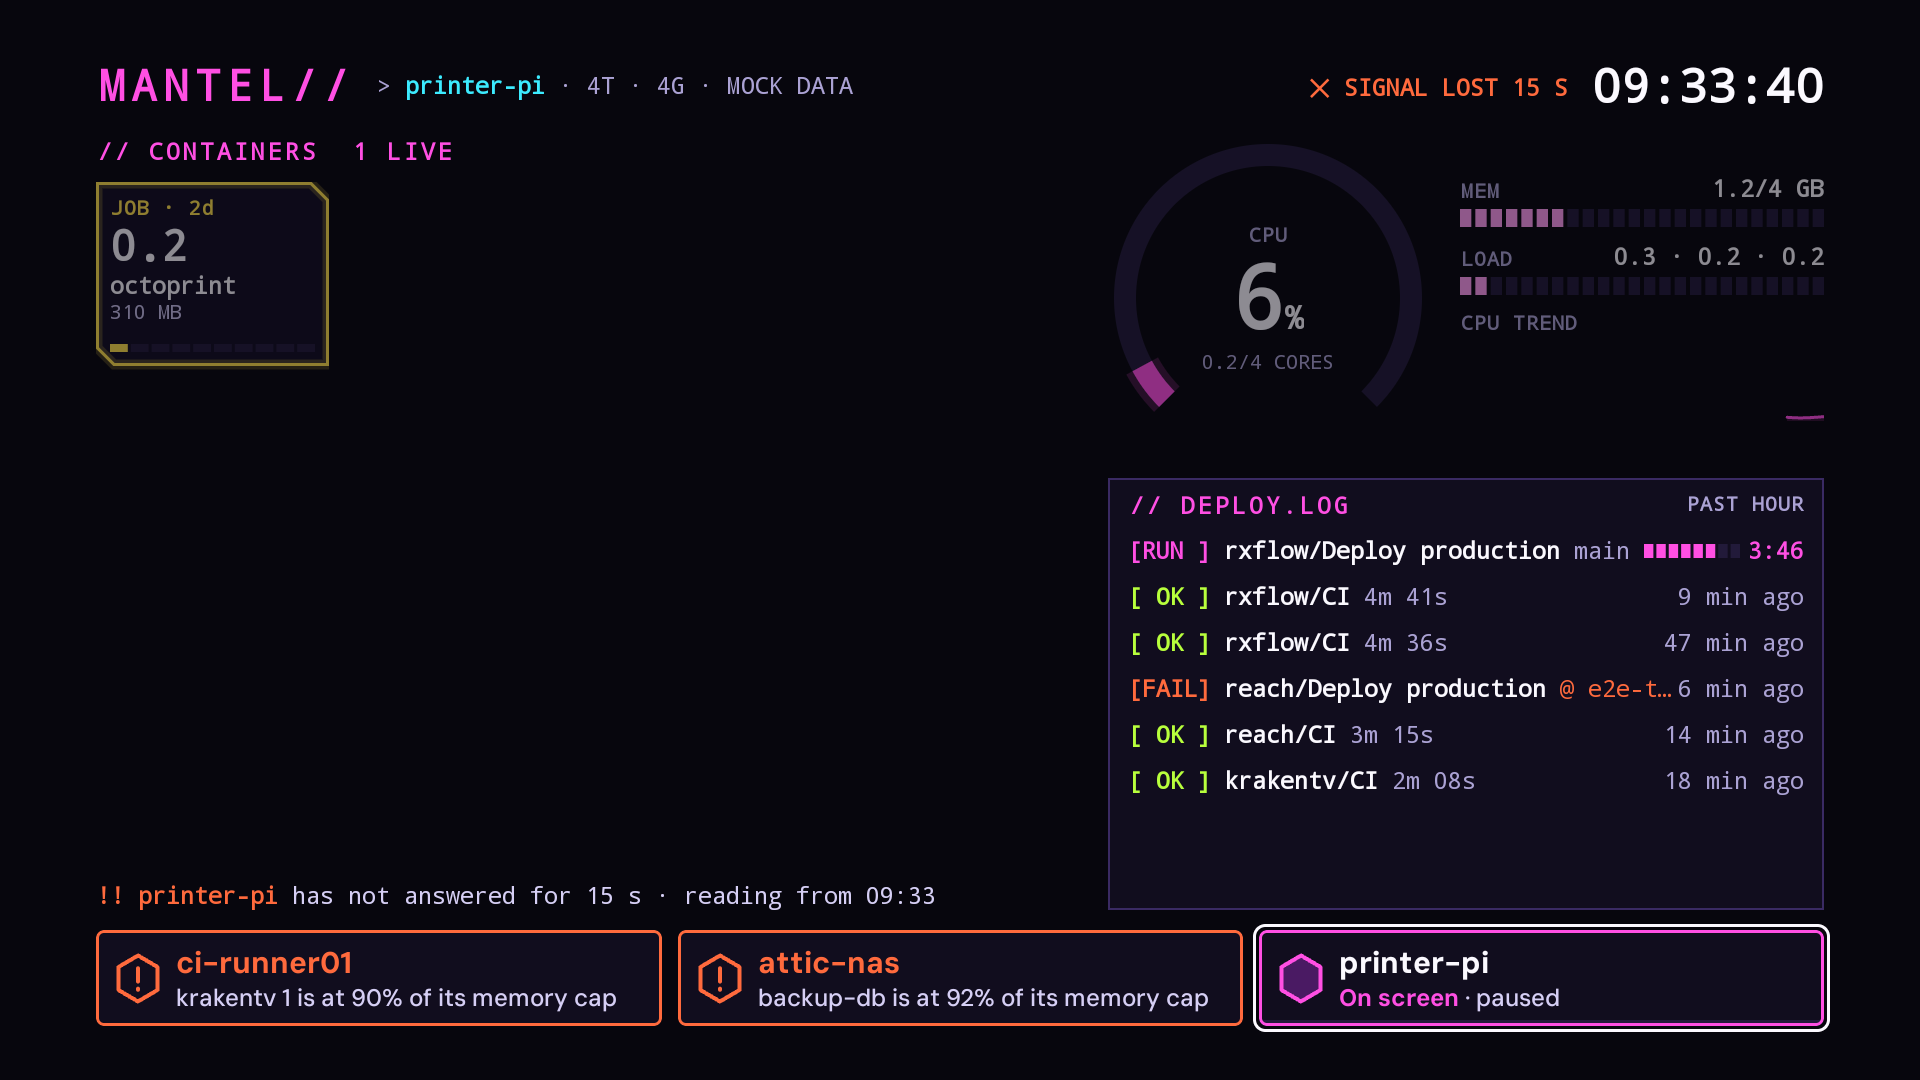 MANTEL// > printer-pi · 4T · 4G · MOCK DATA
SIGNAL LOST 15 S 09:33:40
// CONTAINERS 1 LIVE
JOB · 2d
0.2
octoprint
310 MB
CPU
6%
0.2/4 CORES
MEM 1.2/4 GB
LOAD 0.3 · 0.2 · 0.2
CPU TREND
// DEPLOY.LOG PAST HOUR
[RUN ] rxflow/Deploy production main 3:46
[ OK ] rxflow/CI 4m 41s 9 min ago
[ OK ] rxflow/CI 4m 36s 47 min ago
[FAIL] reach/Deploy production @ e2e-t… 6 min ago
[ OK ] reach/CI 3m 15s 14 min ago
[ OK ] krakentv/CI 2m 08s 18 min ago
!! printer-pi has not answered for 15 s · reading from 09:33
ci-runner01
krakentv 1 is at 90% of its memory cap
attic-nas
backup-db is at 92% of its memory cap
printer-pi
On screen · paused